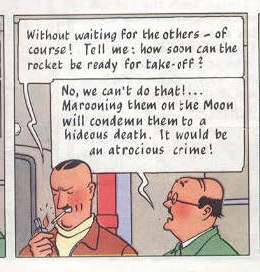 Without waiting for the others – of
course! Tell me: how soon can the
rocket be ready for take-off?
No, we can't do that!...
Marooning them on the Moon
will condemn them to a
hideous death. It would be
an atrocious crime!